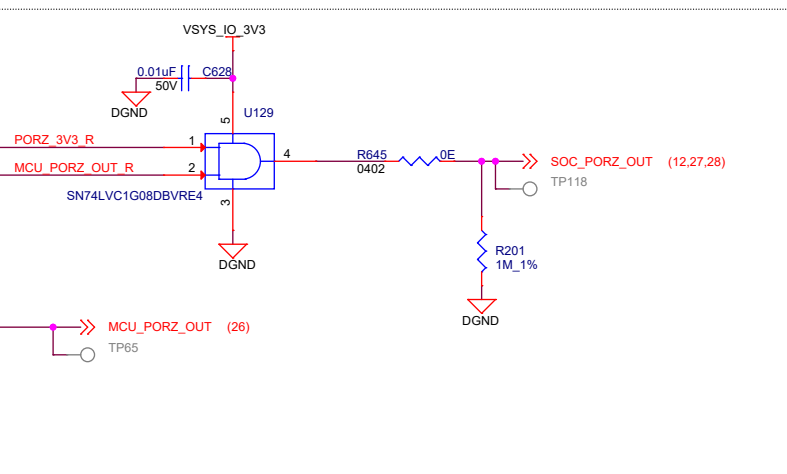 VSYS_IO_3V3
0.01uF C628
50V
DGND
U129
5
PORZ_3V3_R 1
4 R645 0E SOC_PORZ_OUT (12,27,28)
MCU_PORZ_OUT_R 2
0402
TP118
SN74LVC1G08DBVRE4
3
R201
1M_1%
DGND
DGND
MCU_PORZ_OUT (26)
TP65